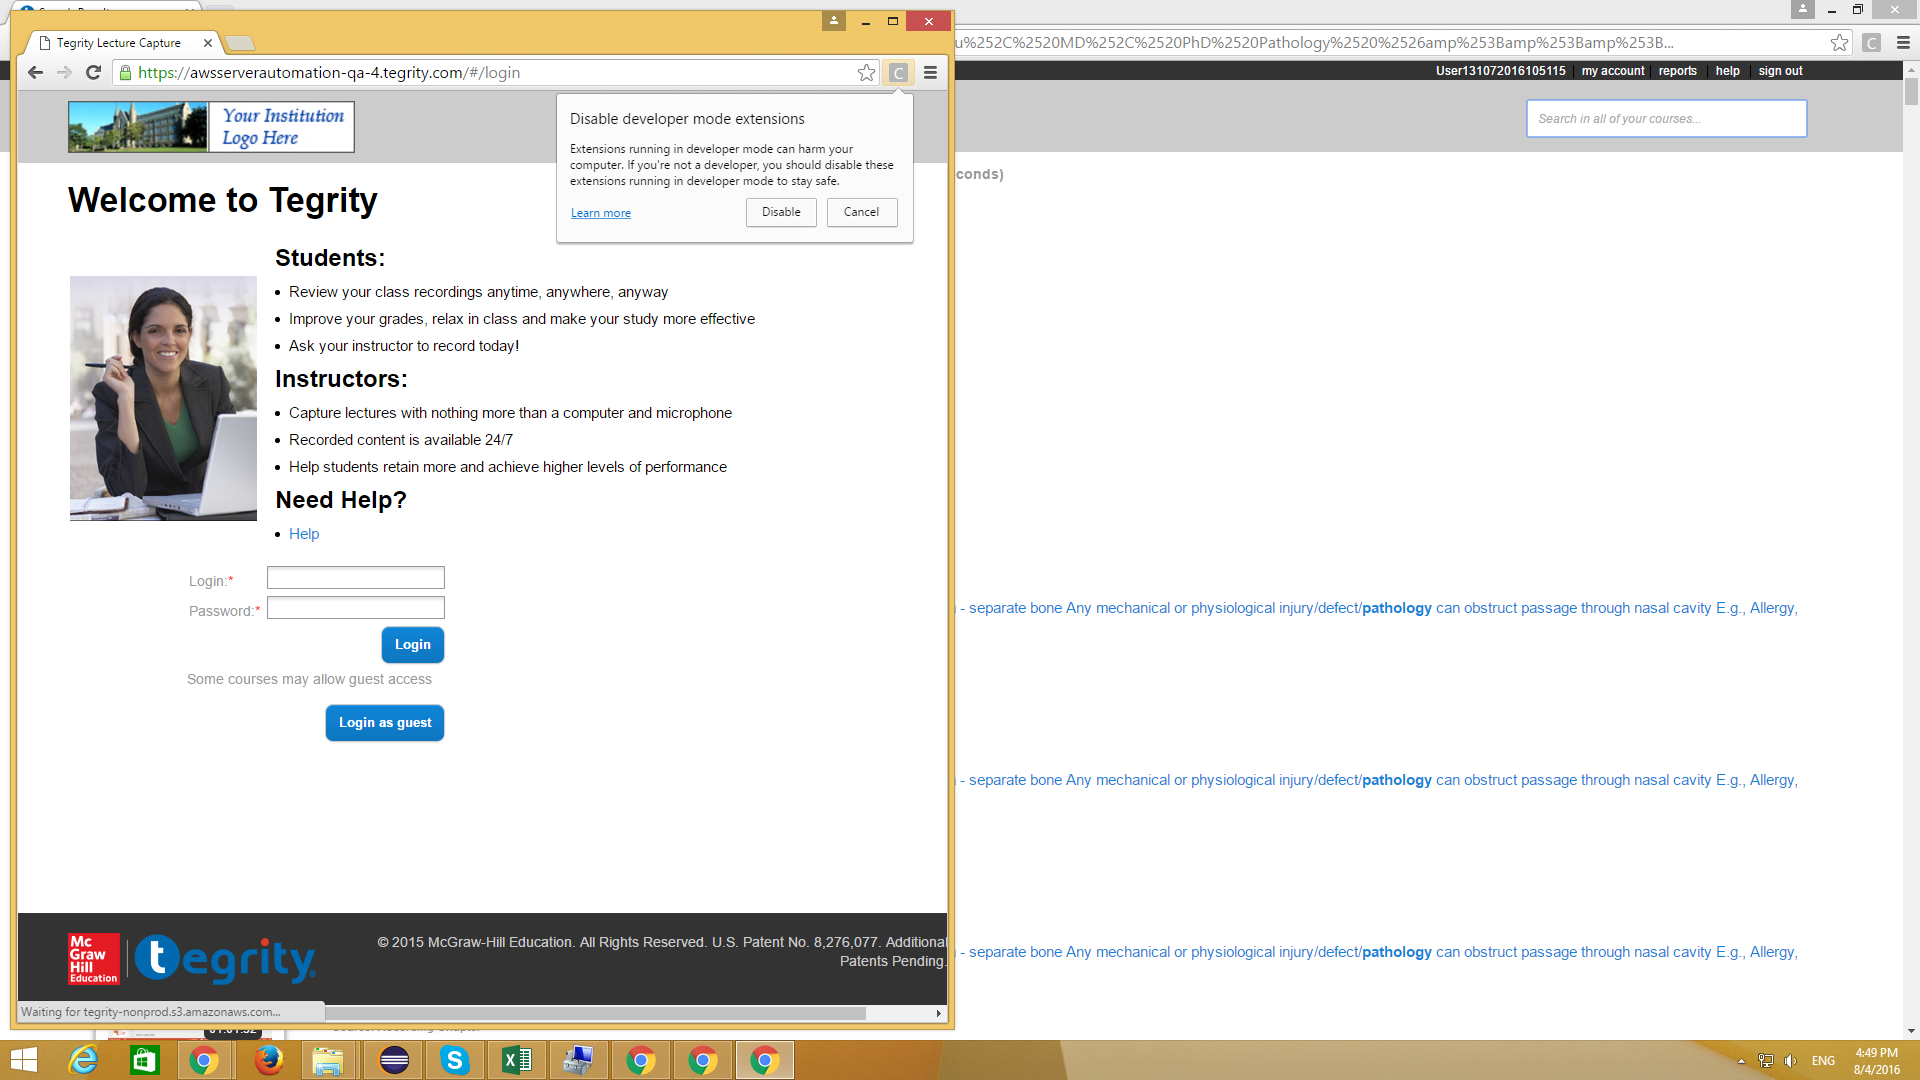 Tegrity Lecture Capture
https://awsserverautomation-qa-4.tegrity.com/#/login
u%252C%2520MD%252C%2520PhD%2520Pathology%2520%2526amp%253Bamp%253Bamp%253B...
C
C
User131072016105115
my account
reports
help
sign out
Search in all of your courses...
Your Institution
Logo Here
Disable developer mode extensions
Extensions running in developer mode can harm your
computer. If you're not a developer, you should disable these
extensions running in developer mode to stay safe.
Learn more
Disable
Cancel
conds)
Welcome to Tegrity
Students:
Review your class recordings anytime, anywhere, anyway
Improve your grades, relax in class and make your study more effective
Ask your instructor to record today!
Instructors:
Capture lectures with nothing more than a computer and microphone
Recorded content is available 24/7
Help students retain more and achieve higher levels of performance
Need Help?
Help
Login:*
Password:*
Login
Some courses may allow guest access
Login as guest
- separate bone Any mechanical or physiological injury/defect/pathology can obstruct passage through nasal cavity E.g., Allergy,
- separate bone Any mechanical or physiological injury/defect/pathology can obstruct passage through nasal cavity E.g., Allergy,
- separate bone Any mechanical or physiological injury/defect/pathology can obstruct passage through nasal cavity E.g., Allergy,
Mc
Graw
Hill
Education
tegrity
© 2015 McGraw-Hill Education. All Rights Reserved. U.S. Patent No. 8,276,077. Additional
Patents Pending.
Waiting for tegrity-nonprod.s3.amazonaws.com...
ENG
4:49 PM
8/4/2016